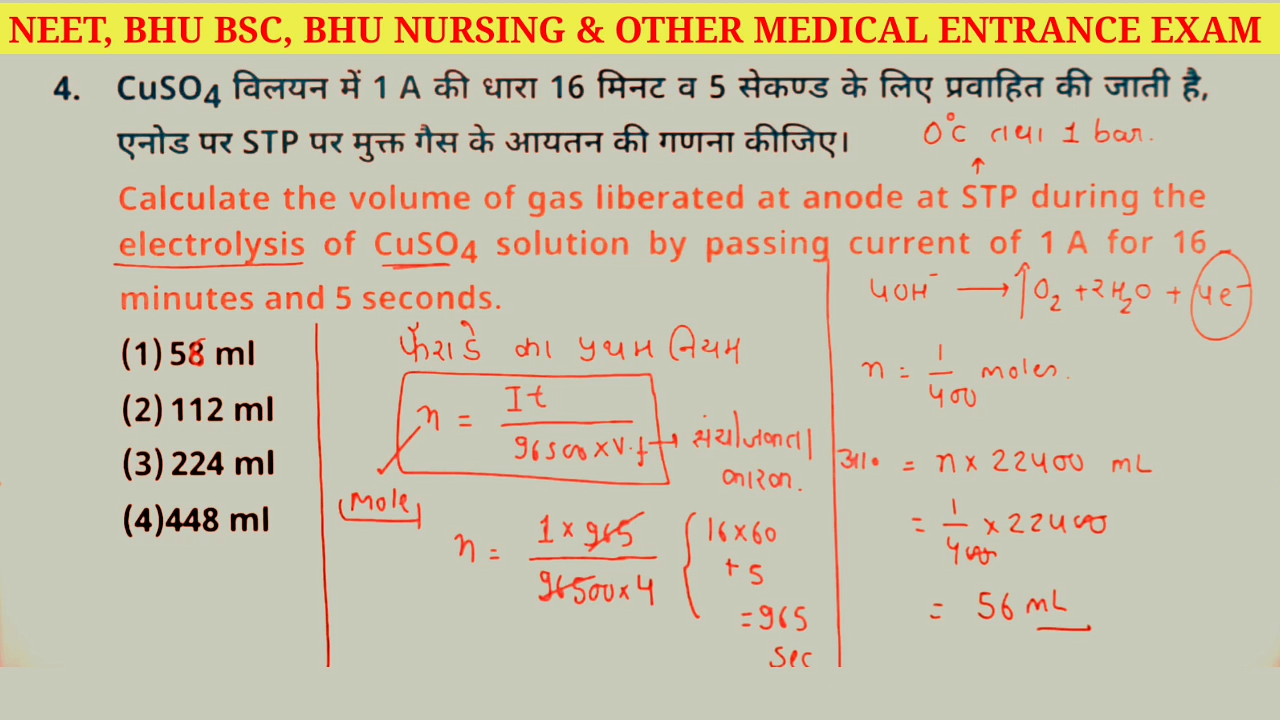 NEET, BHU BSC, BHU NURSING & OTHER MEDICAL ENTRANCE EXAM
4. CuSO4 विलयन में 1 A की धारा 16 मिनट व 5 सेकण्ड के लिए प्रवाहित की जाती है,
एनोड पर STP पर मुक्त गैस के आयतन की गणना कीजिए।
0°C तथा 1 bar.
↑
Calculate the volume of gas liberated at anode at STP during the
electrolysis of CuSO4 solution by passing current of 1 A for 16
minutes and 5 seconds.
(1) 56 ml
(2) 112 ml
(3) 224 ml
(4)448 ml
फैराडे का प्रथम नियम
n = It / 96500 x V.f → संयोजकता
कारक.
Mole
n = 1 x 965 / 96500 x 4
16 x 60
+ 5
= 965
Sec
4OH⁻ → ↑O2 + 2H2O + 4e⁻
n = 1/400 moles.
आ० = n x 22400 mL
= 1/400 x 22400
= 56 mL